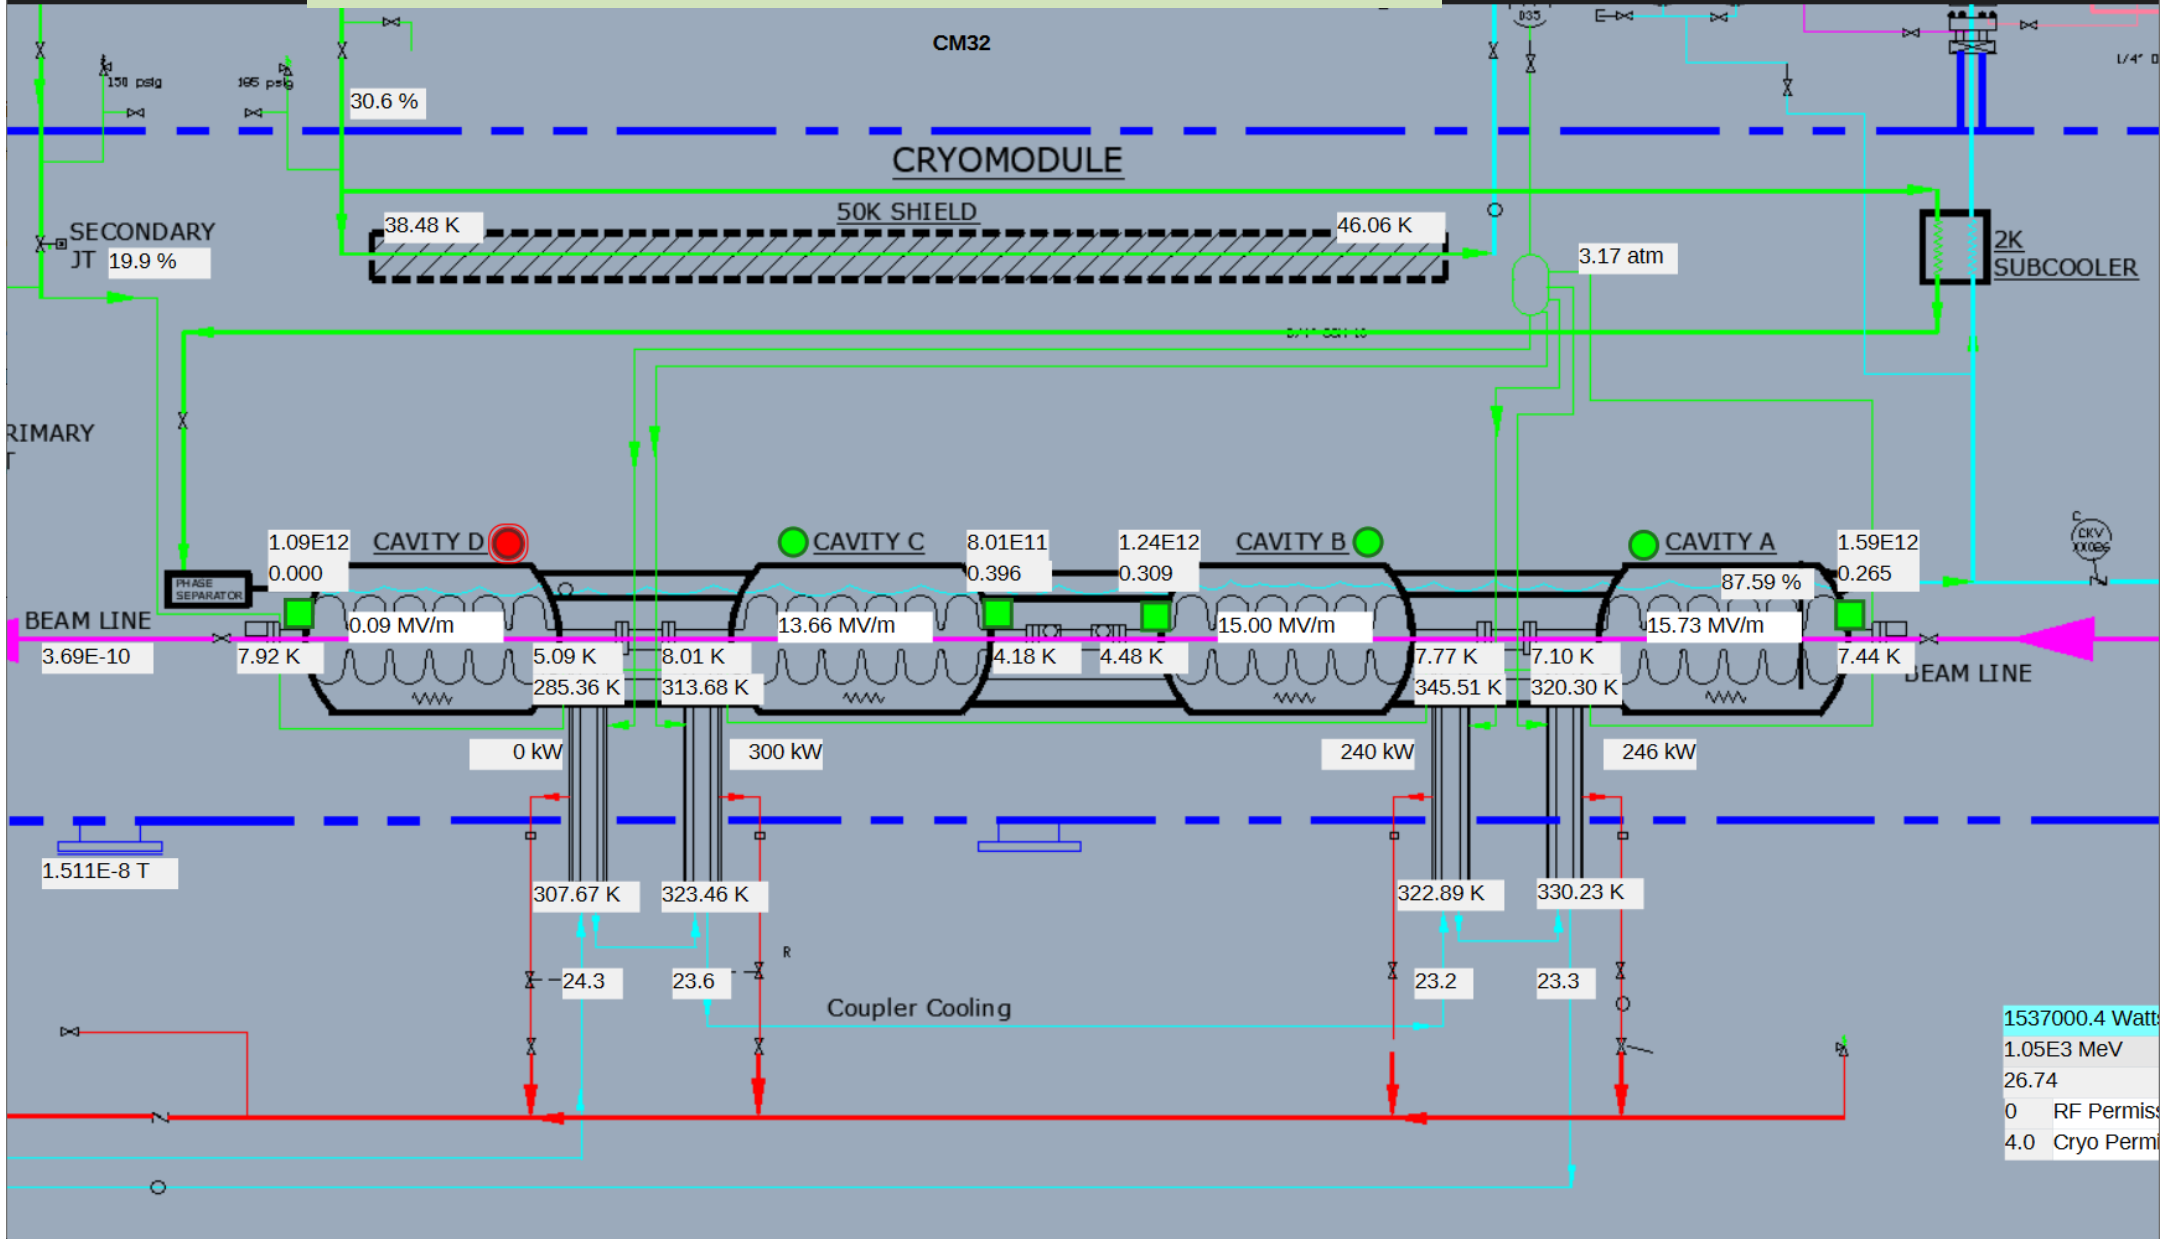 D35
CM32
150 psig
185 psig
1/4" O
30.6 %
CRYOMODULE
50K SHIELD
38.48 K
46.06 K
SECONDARY
JT
19.9 %
3.17 atm
2K
SUBCOOLER
RIMARY
T
1.09E12
CAVITY D
CAVITY C
8.01E11
1.24E12
CAVITY B
CAVITY A
1.59E12
C
CKV
0.000
0.396
0.309
87.59 %
0.265
PHASE
SEPARATOR
BEAM LINE
0.09 MV/m
13.66 MV/m
15.00 MV/m
15.73 MV/m
3.69E-10
7.92 K
5.09 K
8.01 K
4.18 K
4.48 K
7.77 K
7.10 K
7.44 K
BEAM LINE
285.36 K
313.68 K
345.51 K
320.30 K
0 kW
300 kW
240 kW
246 kW
1.511E-8 T
307.67 K
323.46 K
322.89 K
330.23 K
R
24.3
23.6
23.2
23.3
Coupler Cooling
1537000.4 Watts
1.05E3 MeV
26.74
0 RF Permiss
4.0 Cryo Permi